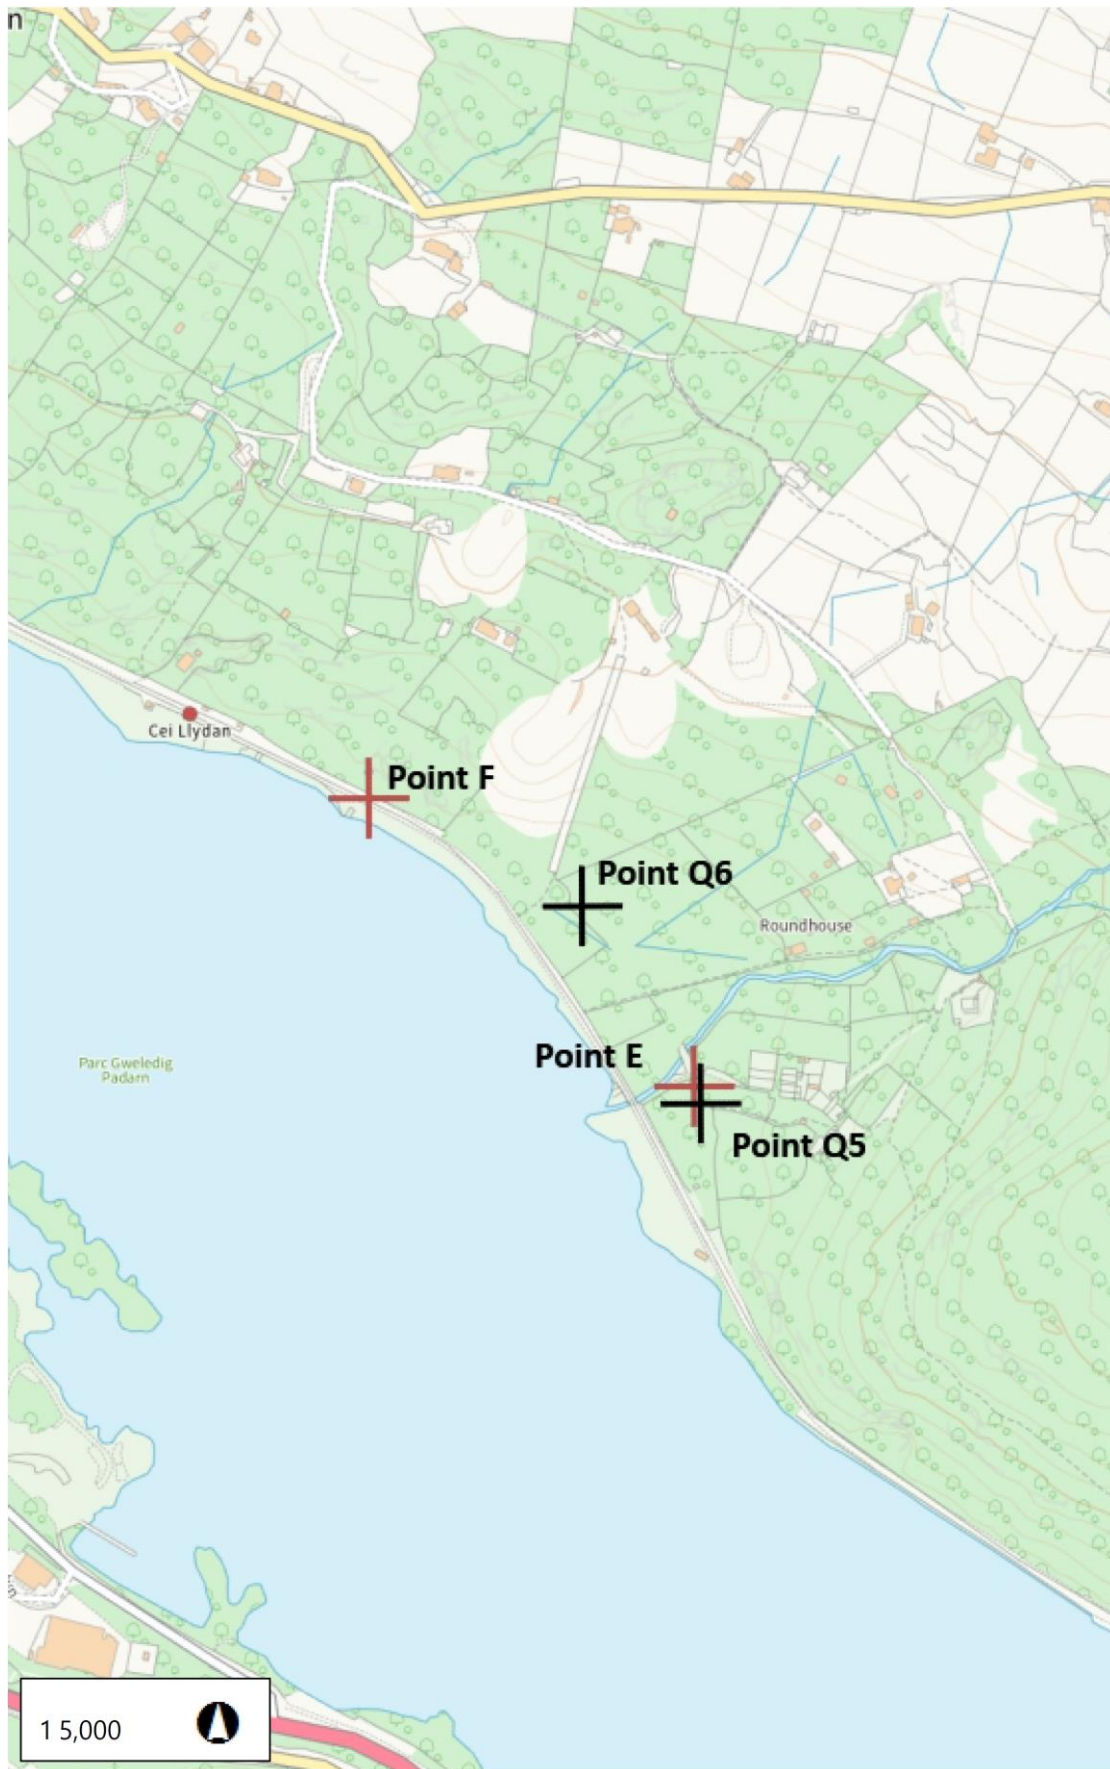 n
Cei Llydan
Point F
Point Q6
Roundhouse
Point E
Parc Gweledig
Padarn
Point Q5
1 5,000